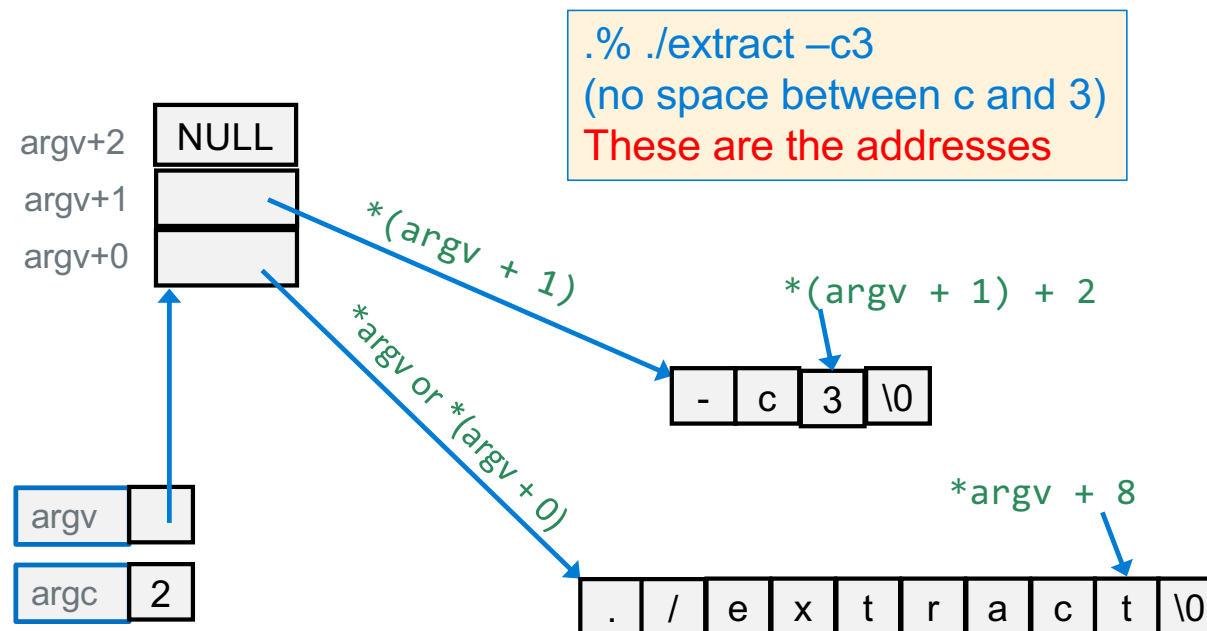 .% ./extract –c3
(no space between c and 3)
These are the addresses
argv+2 NULL
argv+1
argv+0
*(argv + 1)
*(argv + 1) + 2
*argv or *(argv + 0)
- c 3 \0
*argv + 8
argv
argc 2
. / e x t r a c t \0